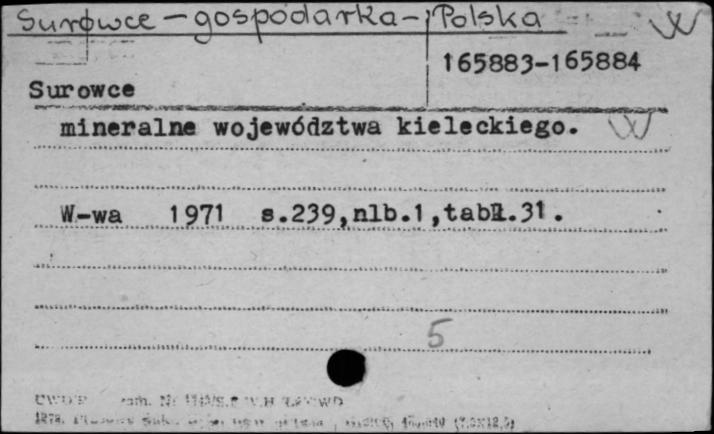 Surowce - gospodarka - Polska W
165883-165884
Surowce
mineralne województwa kieleckiego. W
W-wa 1971 s.239,nlb.1,tabl.31.
5